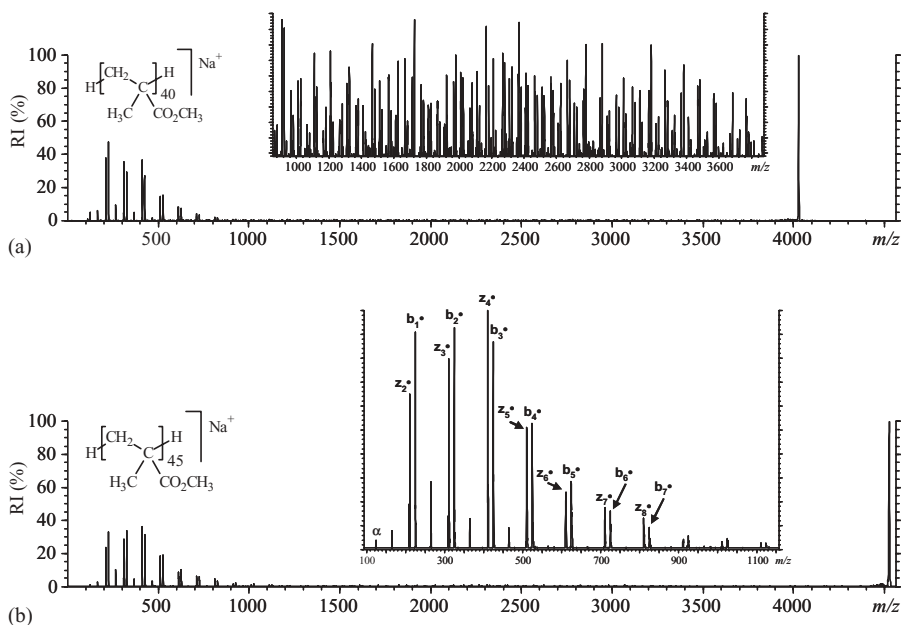 RI (%)
100
80
60
40
20
0
H
CH₂
C
H
40
H₃C
CO₂CH₃
Na⁺
1000 1200 1400 1600 1800 2000 2200 2400 2600 2800 3000 3200 3400 3600 m/z
500 1000 1500 2000 2500 3000 3500 4000 m/z
(a)
RI (%)
100
80
60
40
20
0
H
CH₂
C
H
45
H₃C
CO₂CH₃
Na⁺
z₄•
b₁• b₂• b₃•
z₃•
z₂•
z₅• b₄•
z₆• b₅•
z₇• b₆•
z₈• b₇•
α
100 300 500 700 900 1100 m/z
500 1000 1500 2000 2500 3000 3500 4000 m/z
(b)